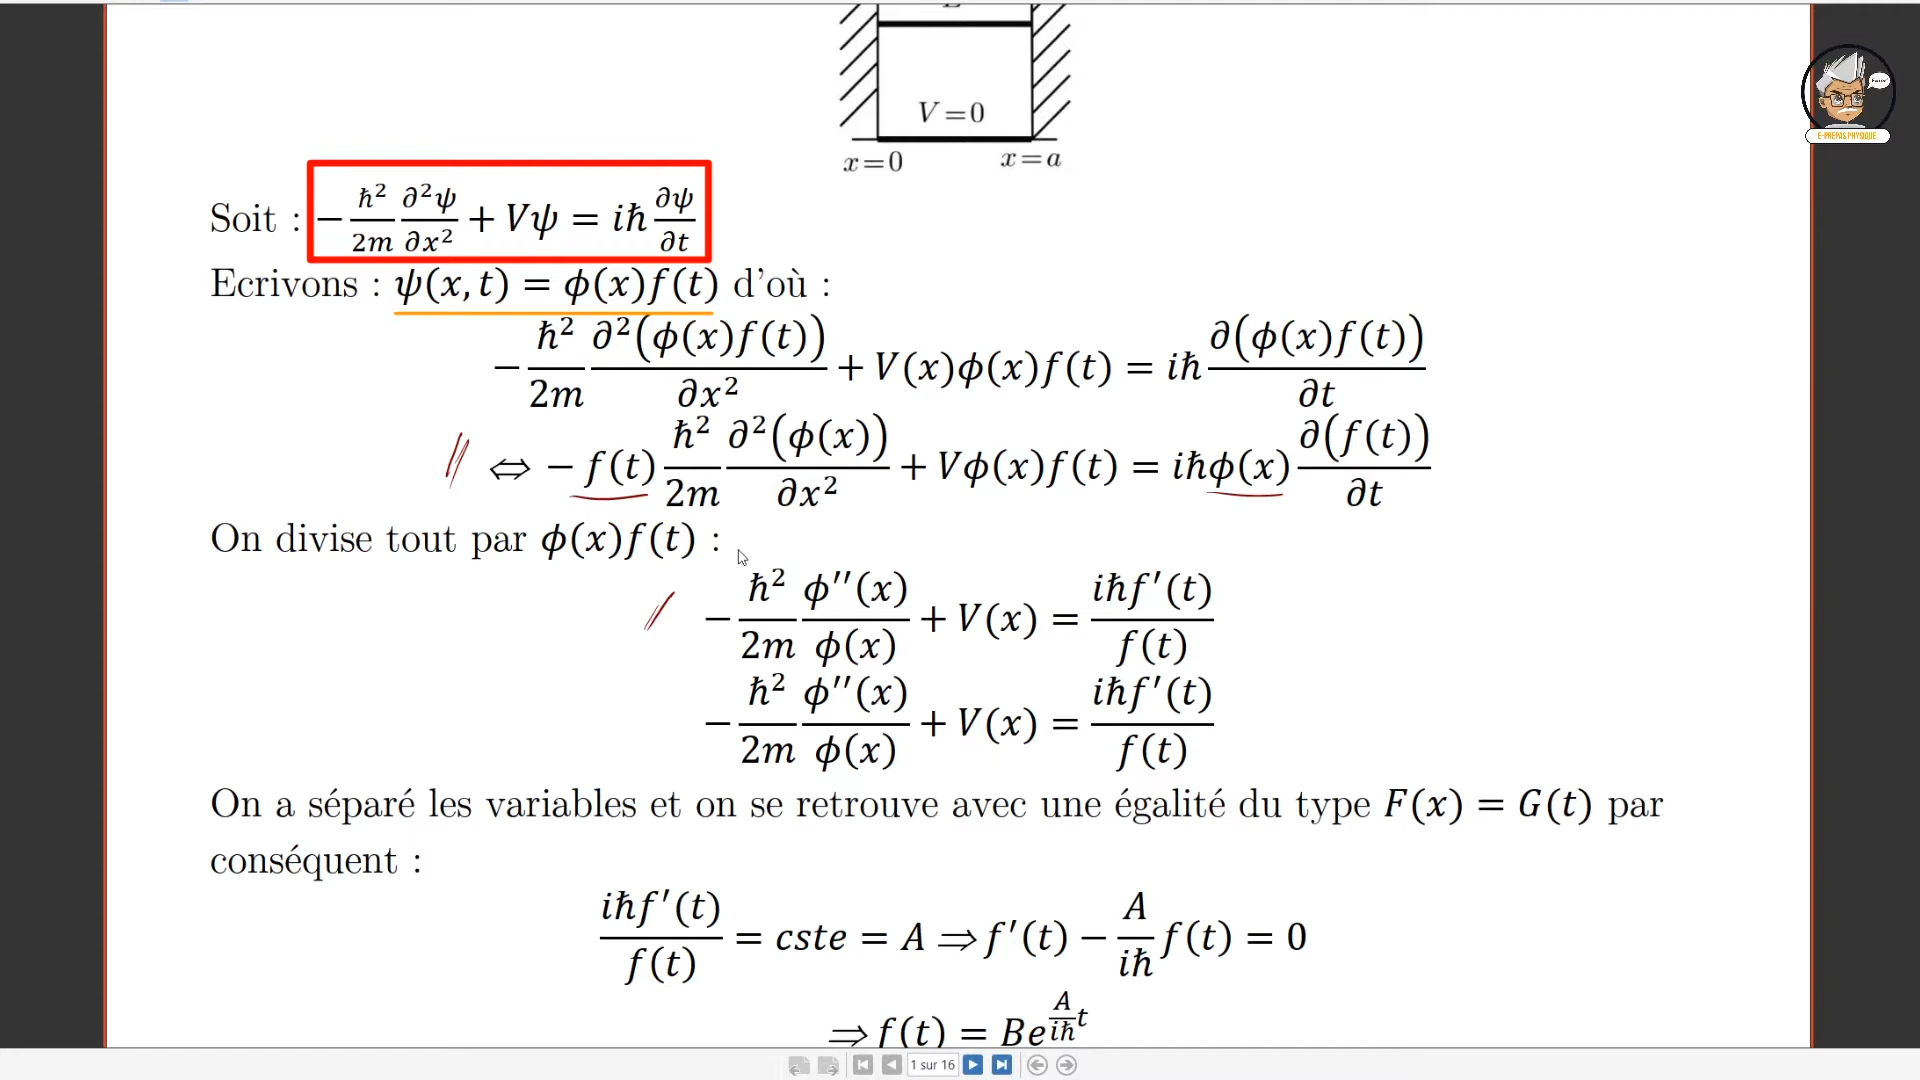 V=0
x=0
x=a
E-PREPAS PHYSIQUE
Soit : −ℏ²/2m ∂²ψ/∂x² + Vψ = iℏ ∂ψ/∂t
Ecrivons : ψ(x, t) = ϕ(x)f(t) d'où :
−ℏ²/2m ∂²(ϕ(x)f(t))/∂x² + V(x)ϕ(x)f(t) = iℏ ∂(ϕ(x)f(t))/∂t
⇔ −f(t) ℏ²/2m ∂²(ϕ(x))/∂x² + Vϕ(x)f(t) = iℏϕ(x) ∂(f(t))/∂t
On divise tout par ϕ(x)f(t) :
−ℏ²/2m ϕ′′(x)/ϕ(x) + V(x) = iℏf′(t)/f(t)
−ℏ²/2m ϕ′′(x)/ϕ(x) + V(x) = iℏf′(t)/f(t)
On a séparé les variables et on se retrouve avec une égalité du type F(x) = G(t) par
conséquent :
iℏf′(t)/f(t) = cste = A ⟹ f′(t) − A/iℏ f(t) = 0
⟹ f(t) = Be^(A/iℏ t)
1 sur 16